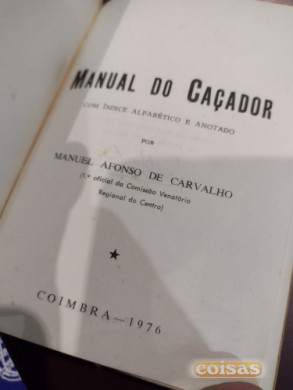 MANUAL DO CAÇADOR
COM ÍNDICE ALFABÉTICO E ANOTADO
POR
MANUEL AFONSO DE CARVALHO
(1.º oficial da Comissão Venatória
Regional do Centro)
COIMBRA—1976
coisas